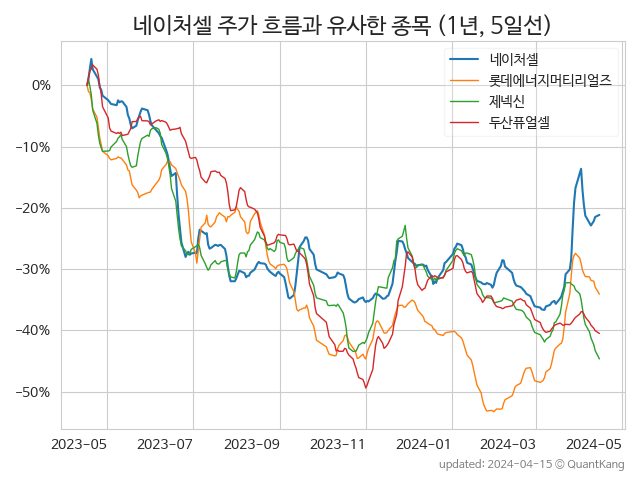 네이처셀 주가 흐름과 유사한 종목 (1년, 5일선)
네이처셀
롯데에너지머티리얼즈
제넥신
두산퓨얼셀
0%
−10%
−20%
−30%
−40%
−50%
2023-05 2023-07 2023-09 2023-11 2024-01 2024-03 2024-05
updated: 2024-04-15 © QuantKang